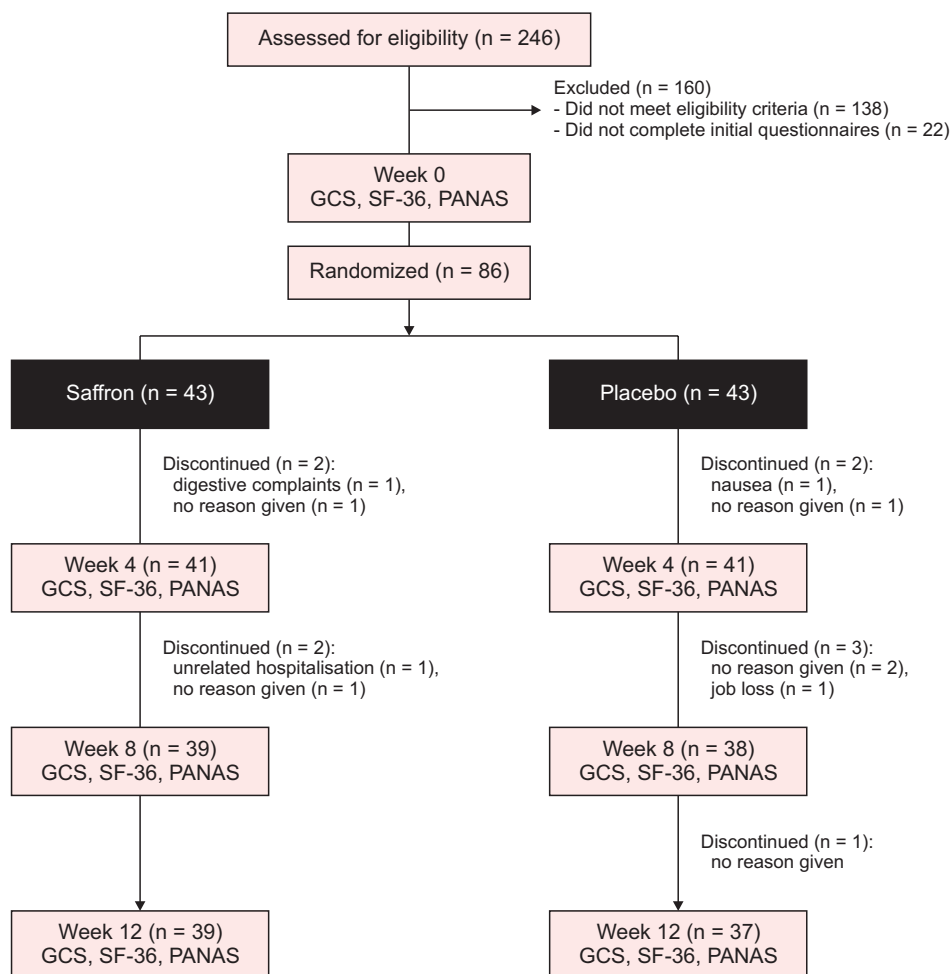 Assessed for eligibility (n = 246)
Excluded (n = 160)
- Did not meet eligibility criteria (n = 138)
- Did not complete initial questionnaires (n = 22)
Week 0
GCS, SF-36, PANAS
Randomized (n = 86)
Saffron (n = 43)
Placebo (n = 43)
Discontinued (n = 2):
digestive complaints (n = 1),
no reason given (n = 1)
Discontinued (n = 2):
nausea (n = 1),
no reason given (n = 1)
Week 4 (n = 41)
GCS, SF-36, PANAS
Week 4 (n = 41)
GCS, SF-36, PANAS
Discontinued (n = 2):
unrelated hospitalisation (n = 1),
no reason given (n = 1)
Discontinued (n = 3):
no reason given (n = 2),
job loss (n = 1)
Week 8 (n = 39)
GCS, SF-36, PANAS
Week 8 (n = 38)
GCS, SF-36, PANAS
Discontinued (n = 1):
no reason given
Week 12 (n = 39)
GCS, SF-36, PANAS
Week 12 (n = 37)
GCS, SF-36, PANAS